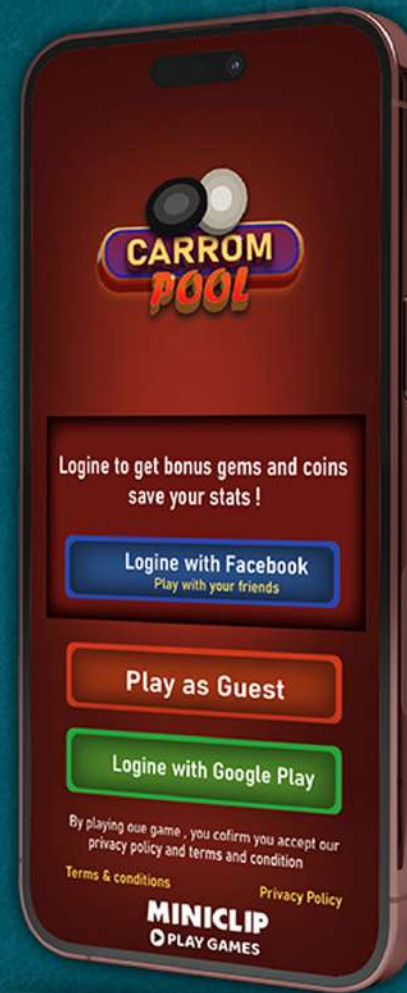 CARROM
POOL
Logine to get bonus gems and coins
save your stats !
Logine with Facebook
Play with your friends
Play as Guest
Logine with Google Play
By playing oue game , you cofirm you accept our
privacy policy and terms and condition
Terms & conditions
Privacy Policy
MINICLIP
PLAY GAMES